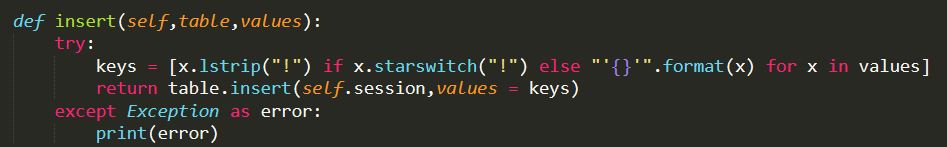 def insert(self,table,values):
    try:
        keys = [x.lstrip("!") if x.starswitch("!") else "'{}'".format(x) for x in values]
        return table.insert(self.session,values = keys)
    except Exception as error:
        print(error)